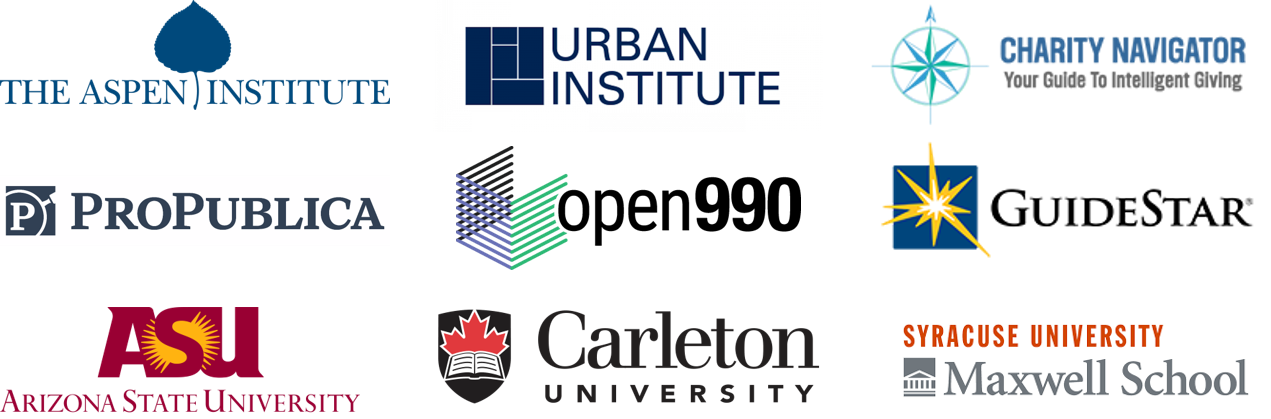 THE ASPEN INSTITUTE
URBAN
INSTITUTE
CHARITY NAVIGATOR
Your Guide To Intelligent Giving
P PROPUBLICA
open990
GUIDESTAR®
ASU
ARIZONA STATE UNIVERSITY
Carleton
UNIVERSITY
SYRACUSE UNIVERSITY
Maxwell School